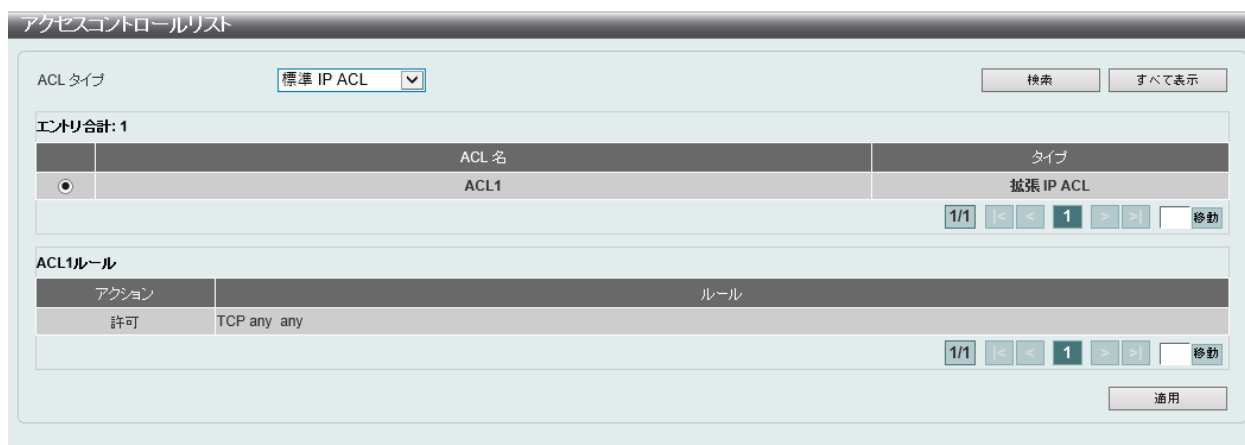 アクセスコントロールリスト
ACL タイプ 標準 IP ACL 検索 すべて表示
エントリ合計: 1
ACL 名 タイプ
ACL1 拡張 IP ACL
1/1 |< < 1 > >| 移動
ACL1ルール
アクション ルール
許可 TCP any any
1/1 |< < 1 > >| 移動
適用